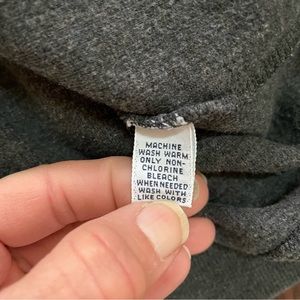 MACHINE
WASH WARM
ONLY NON-
CHLORINE
BLEACH
WHEN NEEDED
WASH WITH
LIKE COLORS